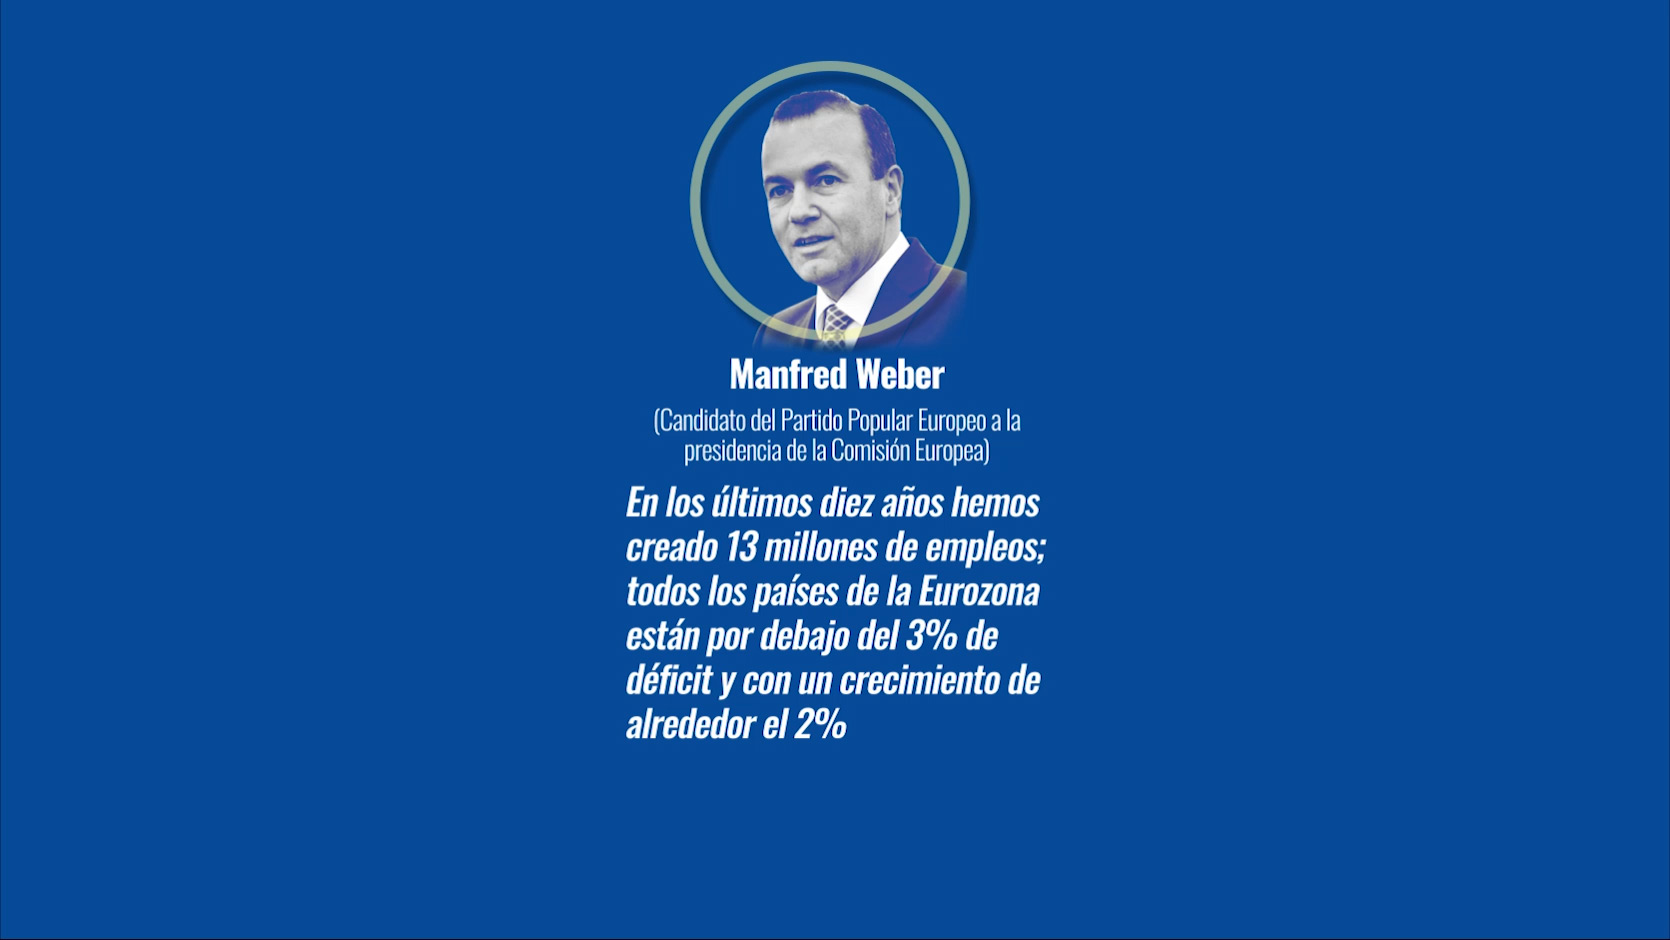 Manfred Weber
(Candidato del Partido Popular Europeo a la
presidencia de la Comisión Europea)
En los últimos diez años hemos
creado 13 millones de empleos;
todos los países de la Eurozona
están por debajo del 3% de
déficit y con un crecimiento de
alrededor el 2%